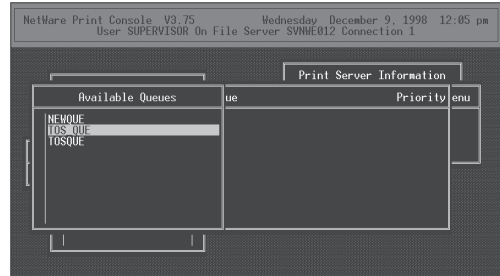 NetWare Print Console V3.75 Wednesday December 9, 1998 12:05 pm
User SUPERVISOR On File Server SVNWE012 Connection 1
Print Server Information
Available Queues
ue Priority
enu
NEWQUE
TOS_QUE
TOSQUE